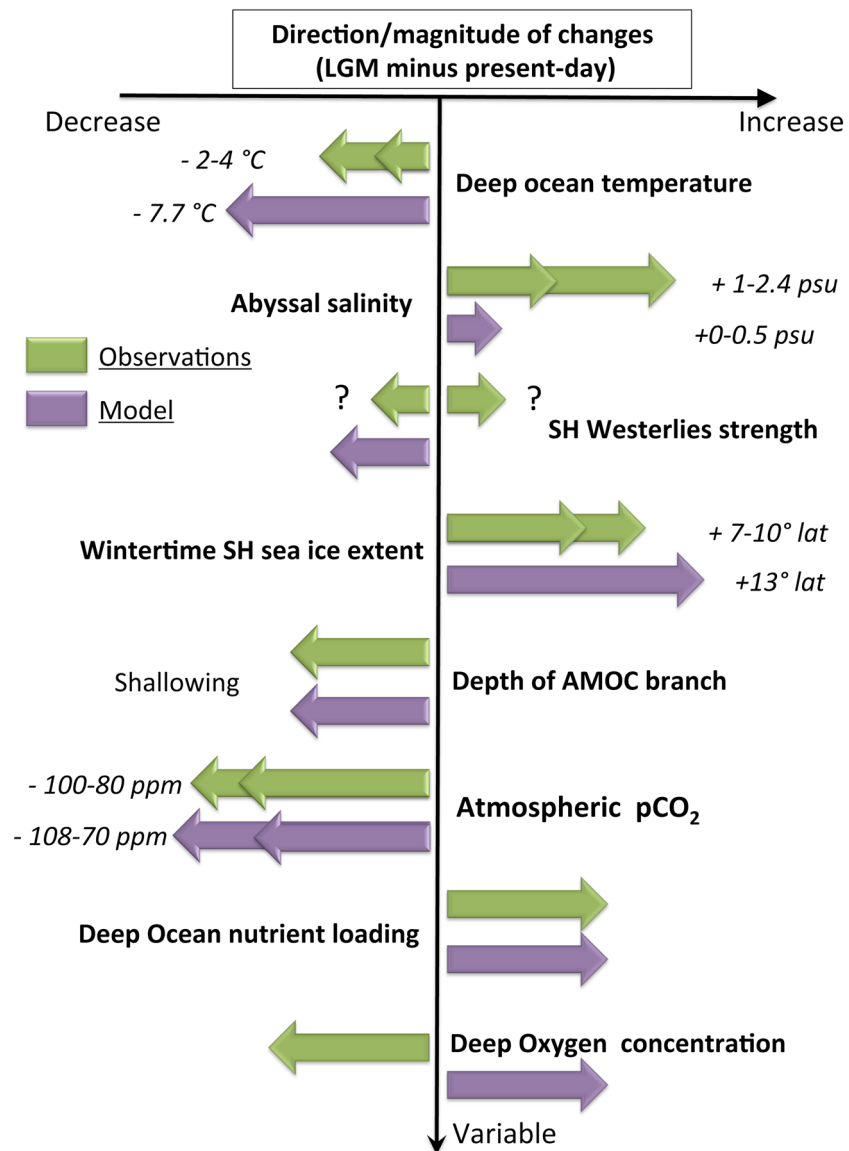 Direction/magnitude of changes
(LGM minus present-day)
Decrease
Increase
- 2-4 °C
Deep ocean temperature
- 7.7 °C
+ 1-2.4 psu
Abyssal salinity
+0-0.5 psu
Observations
Model
?
?
SH Westerlies strength
+ 7-10° lat
Wintertime SH sea ice extent
+13° lat
Shallowing
Depth of AMOC branch
- 100-80 ppm
Atmospheric pCO₂
- 108-70 ppm
Deep Ocean nutrient loading
Deep Oxygen concentration
Variable